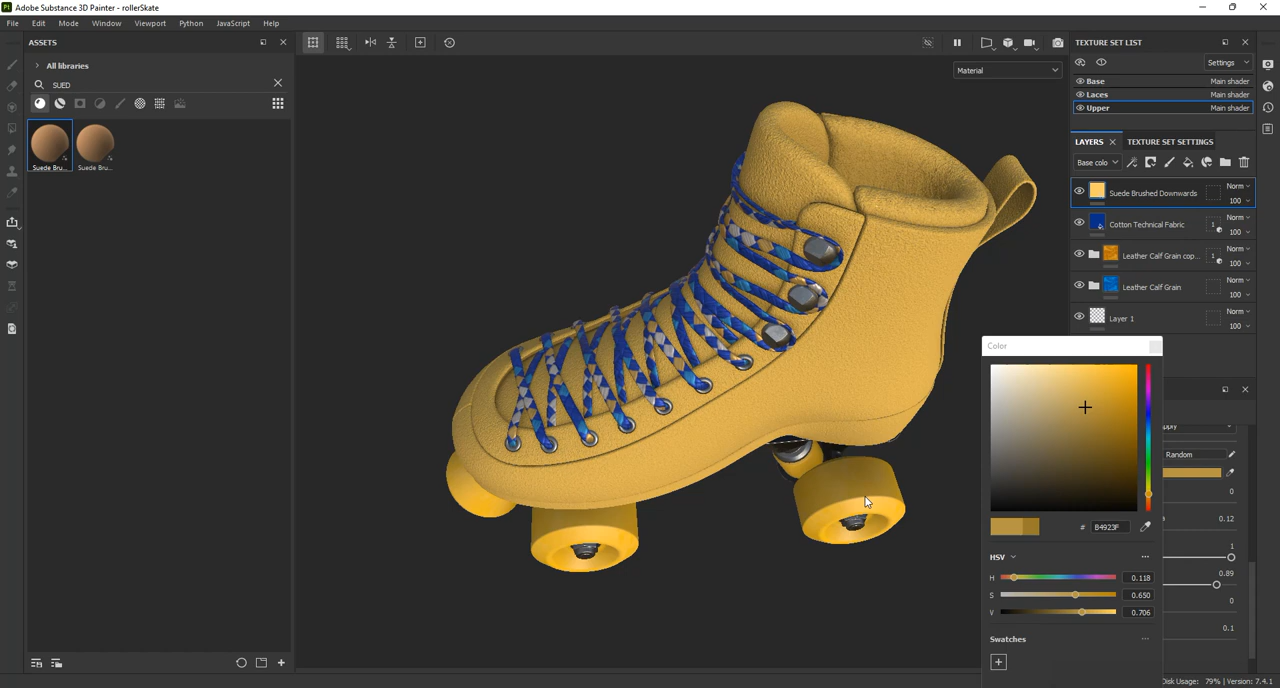 Pt Adobe Substance 3D Painter - rollerSkate
File Edit Mode Window Viewport Python JavaScript Help
ASSETS
All libraries
SUED
Suede Bru...
Suede Bru...
Material
TEXTURE SET LIST
Settings
Base Main shader
Laces Main shader
Upper Main shader
LAYERS TEXTURE SET SETTINGS
Base colo
Suede Brushed Downwards Norm 100
Cotton Technical Fabric 1 Norm 100
Leather Calf Grain cop... 1 Norm 100
Leather Calf Grain Norm 100
Layer 1 Norm 100
Color
# B4923F
HSV
H 0.118
S 0.650
V 0.706
Swatches
+
Random
0
0.12
1
0.89
0
0.1
Disk Usage: 79% | Version: 7.4.1